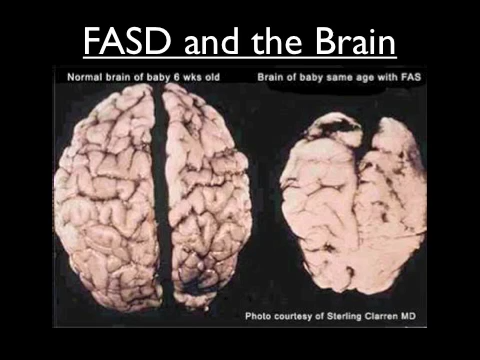 FASD and the Brain
Normal brain of baby 6 wks old
Brain of baby same age with FAS
Photo courtesy of Sterling Clarren MD